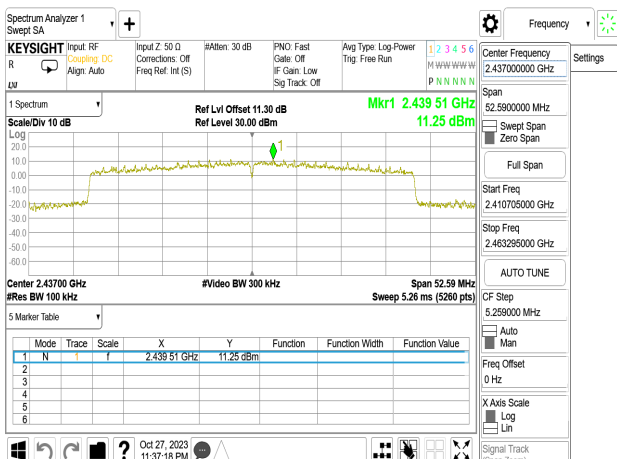 Spectrum Analyzer 1
Swept SA
▼
+
Frequency
▼
KEYSIGHT
R
LXI
Input: RF
Coupling: DC
Align: Auto
Input Z: 50 Ω
Corrections: Off
Freq Ref: Int (S)
#Atten: 30 dB
PNO: Fast
Gate: Off
IF Gain: Low
Sig Track: Off
Avg Type: Log-Power
Trig: Free Run
1 2 3 4 5 6
M W W W W W
P N N N N N
1 Spectrum
▼
Scale/Div 10 dB
Ref Lvl Offset 11.30 dB
Ref Level 30.00 dBm
Mkr1 2.439 51 GHz
11.25 dBm
Log
20.0
10.0
0.00
-10.0
-20.0
-30.0
-40.0
-50.0
-60.0
1
Center 2.43700 GHz
#Res BW 100 kHz
#Video BW 300 kHz
Span 52.59 MHz
Sweep 5.26 ms (5260 pts)
5 Marker Table
▼
Mode Trace Scale X Y Function Function Width Function Value
1 N 1 f 2.439 51 GHz 11.25 dBm
2
3
4
5
6
?
Oct 27, 2023
11:37:18 PM
Center Frequency
2.437000000 GHz
Settings
Span
52.5900000 MHz
Swept Span
Zero Span
Full Span
Start Freq
2.410705000 GHz
Stop Freq
2.463295000 GHz
AUTO TUNE
CF Step
5.259000 MHz
Auto
Man
Freq Offset
0 Hz
X Axis Scale
Log
Lin
Signal Track